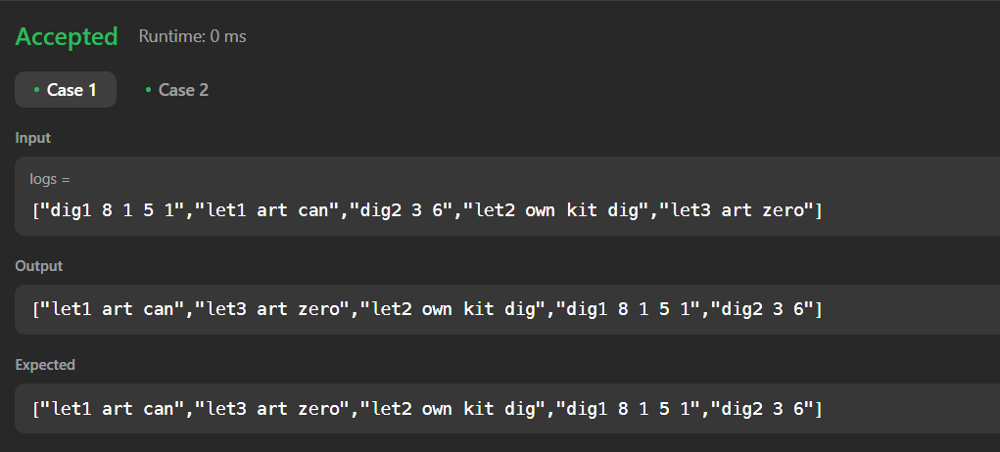 Accepted Runtime: 0 ms
• Case 1 • Case 2
Input
logs =
["dig1 8 1 5 1","let1 art can","dig2 3 6","let2 own kit dig","let3 art zero"]
Output
["let1 art can","let3 art zero","let2 own kit dig","dig1 8 1 5 1","dig2 3 6"]
Expected
["let1 art can","let3 art zero","let2 own kit dig","dig1 8 1 5 1","dig2 3 6"]